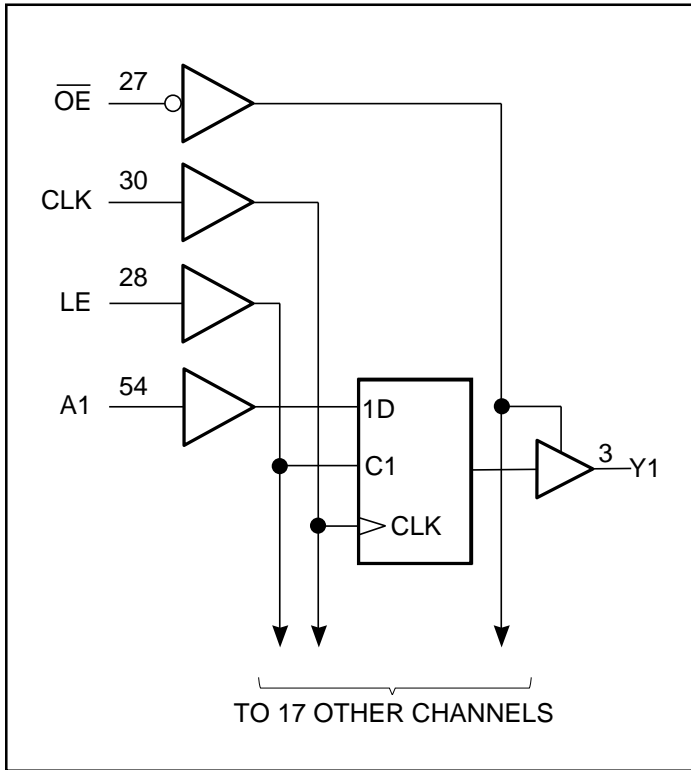 OE 27
CLK 30
LE 28
A1 54
1D
C1
CLK
3 Y1
TO 17 OTHER CHANNELS